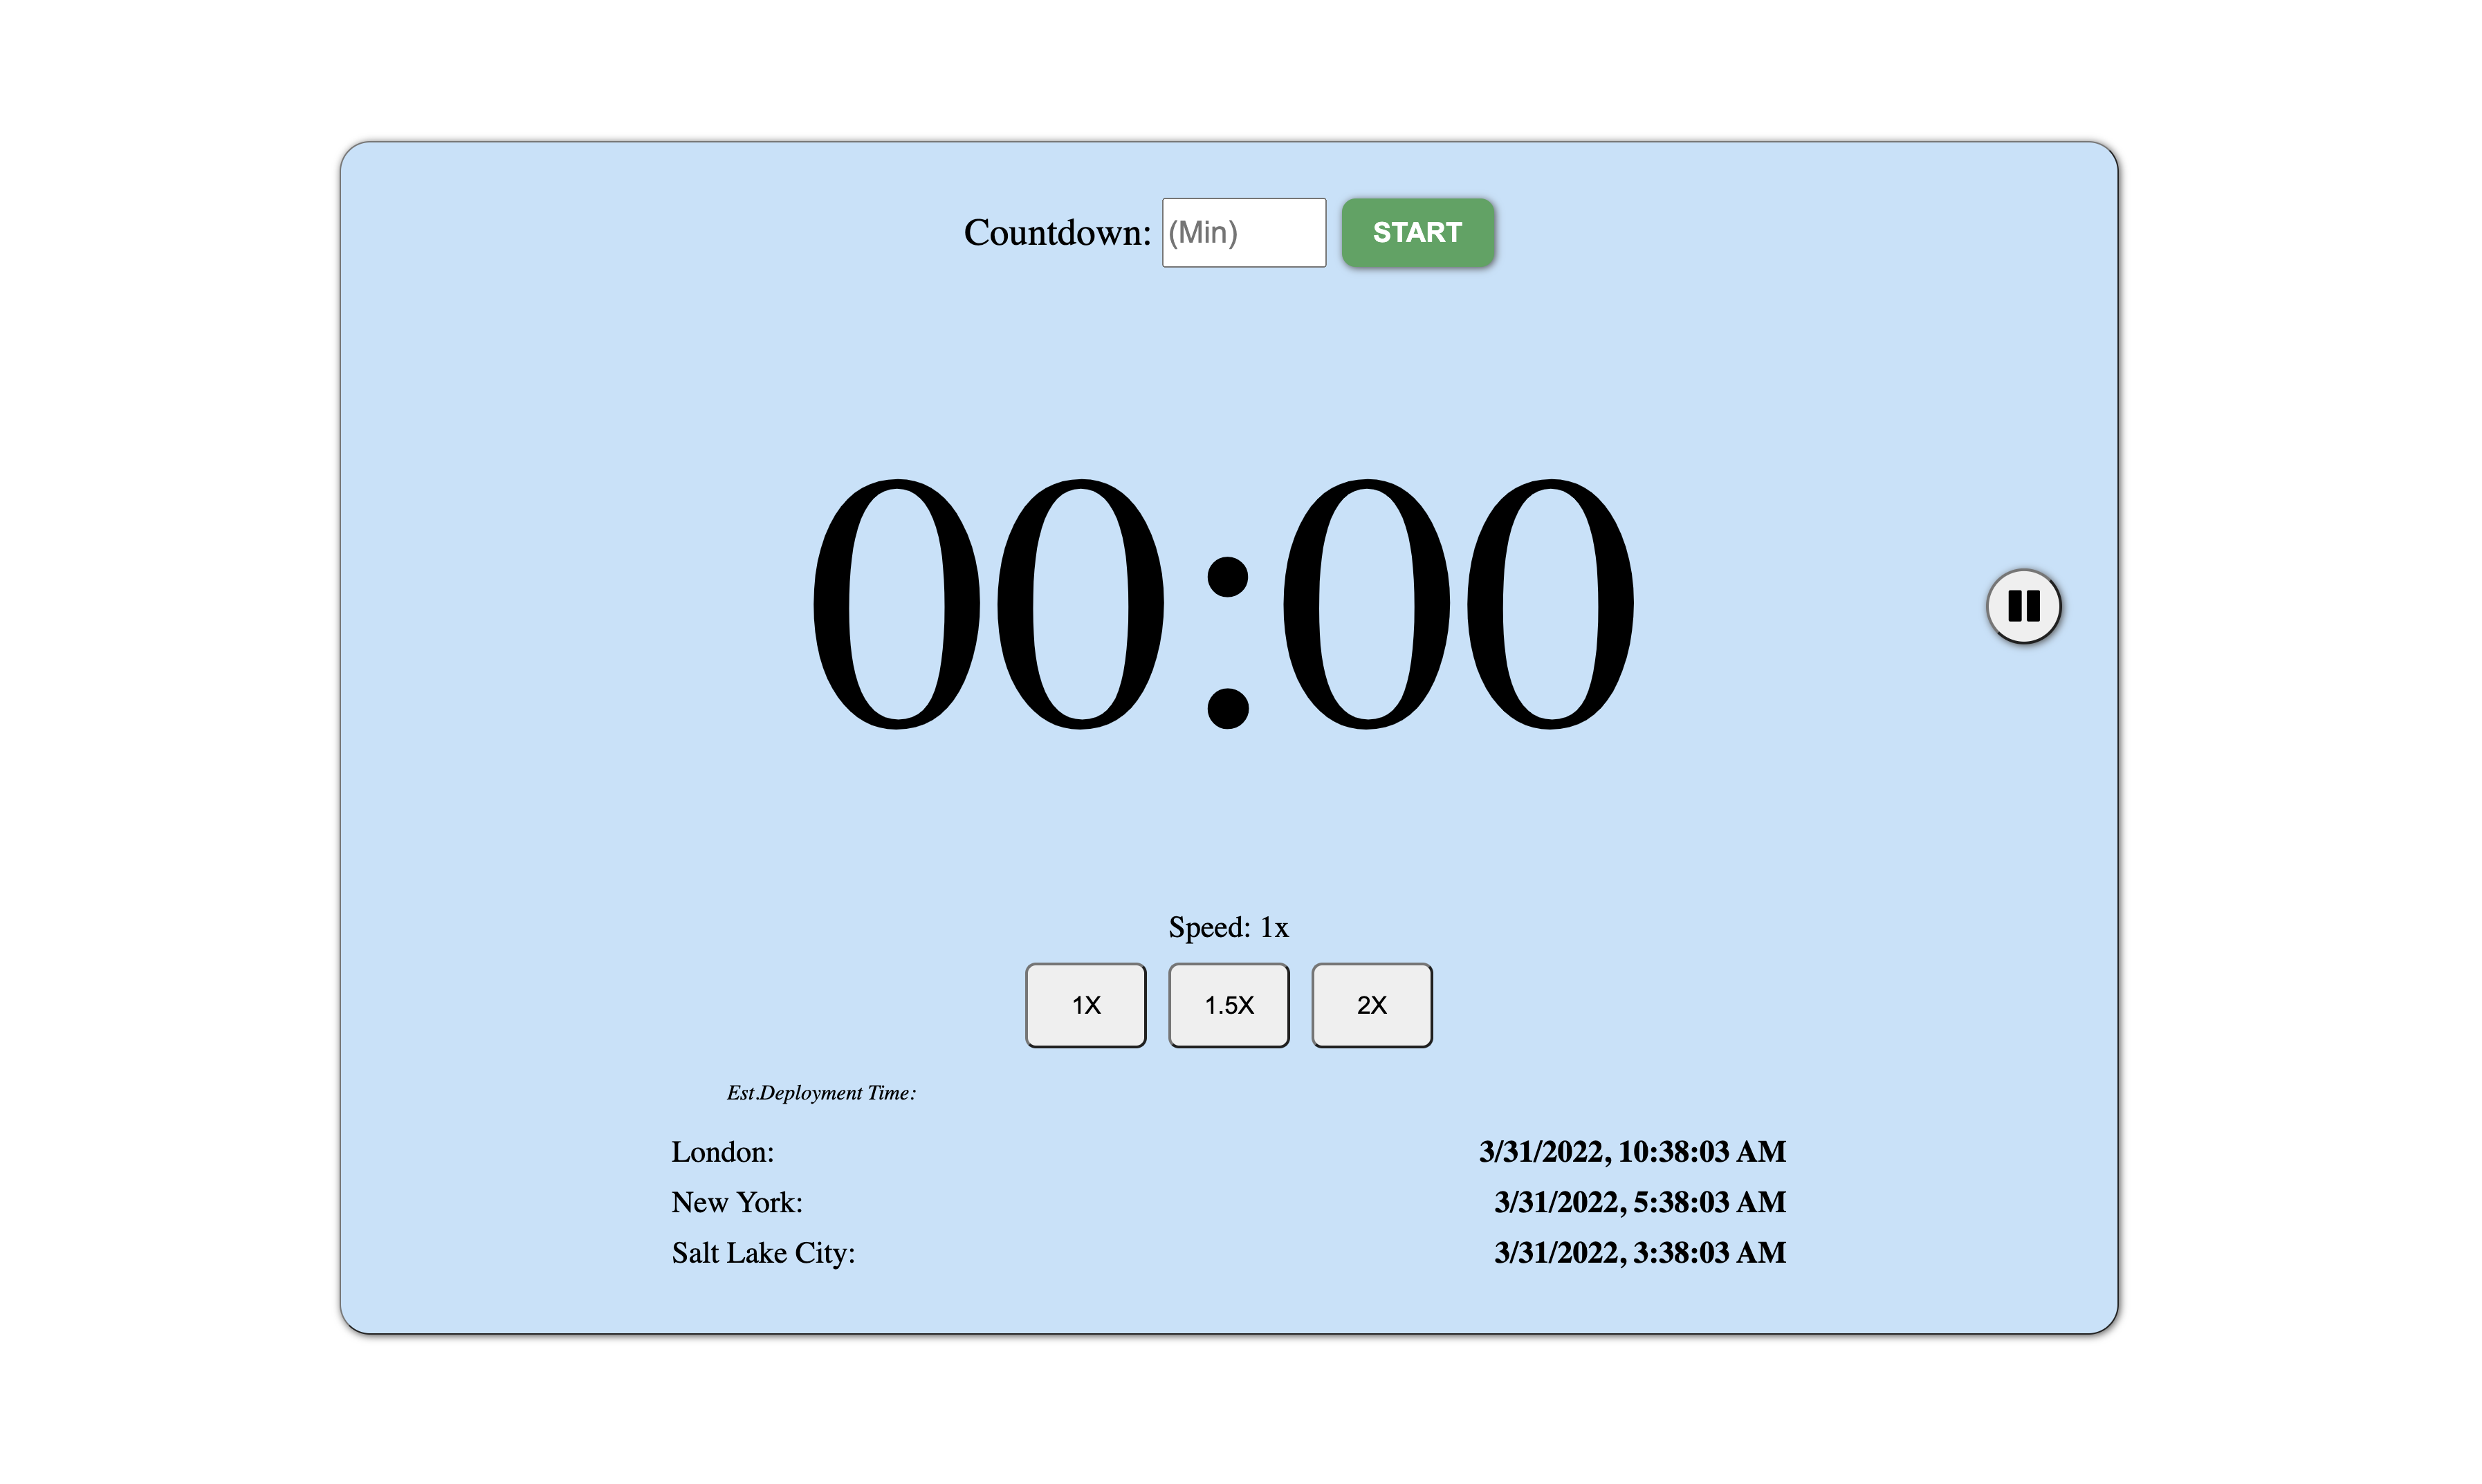 Countdown: (Min) START
00:00
Speed: 1x
1X 1.5X 2X
Est.Deployment Time:
London: 3/31/2022, 10:38:03 AM
New York: 3/31/2022, 5:38:03 AM
Salt Lake City: 3/31/2022, 3:38:03 AM